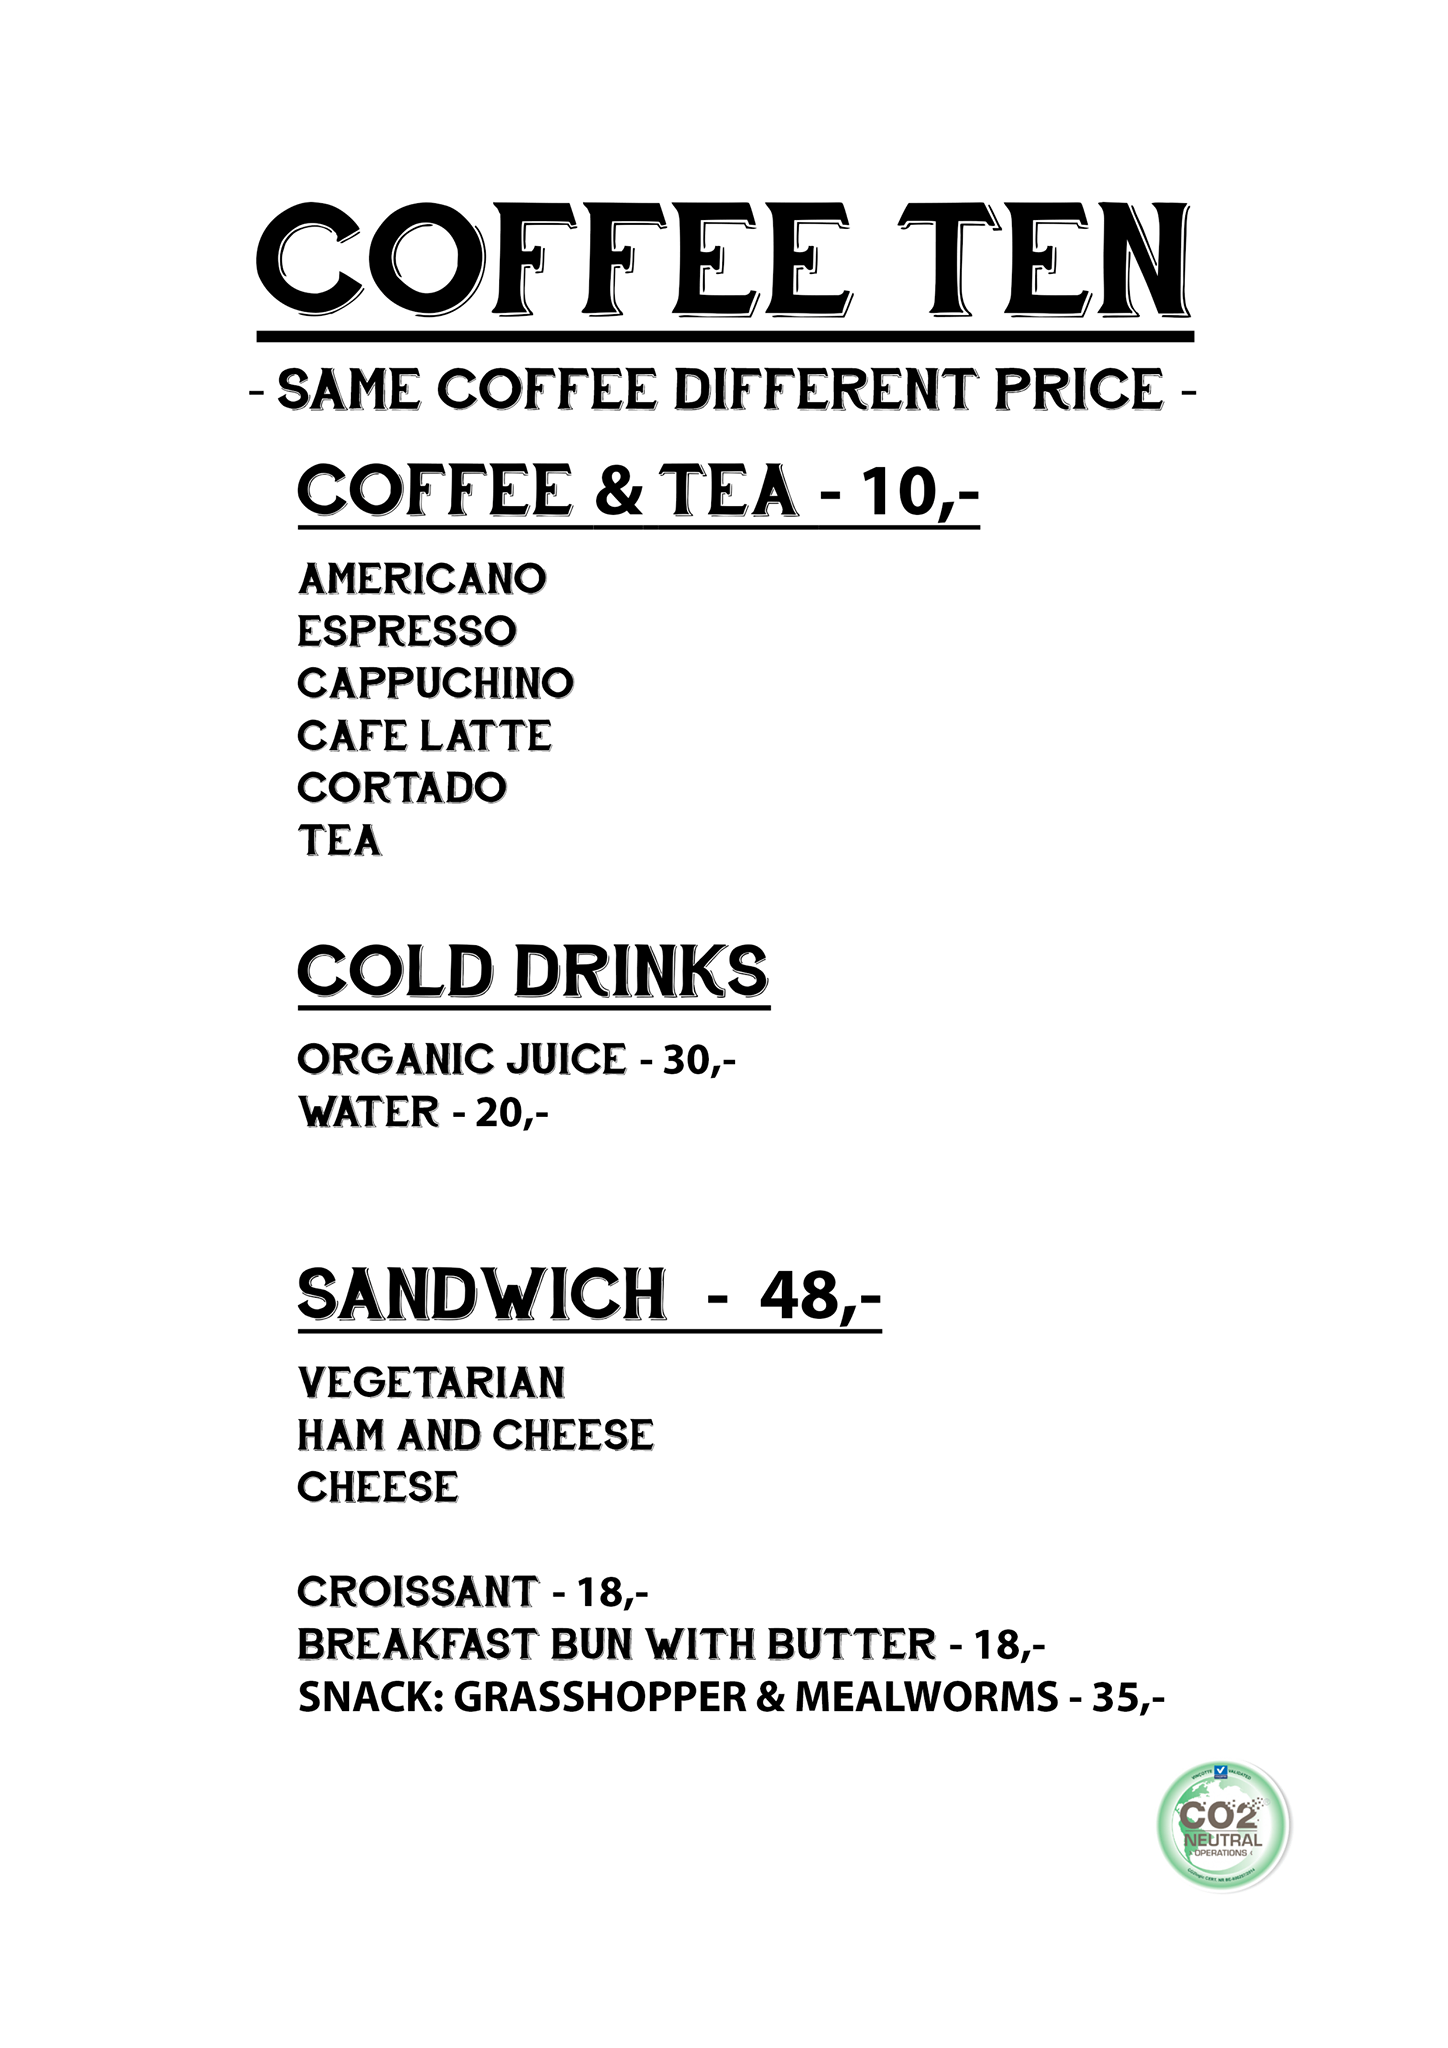 COFFEE TEN
- SAME COFFEE DIFFERENT PRICE -
COFFEE & TEA - 10,-
AMERICANO
ESPRESSO
CAPPUCHINO
CAFE LATTE
CORTADO
TEA
COLD DRINKS
ORGANIC JUICE - 30,-
WATER - 20,-
SANDWICH - 48,-
VEGETARIAN
HAM AND CHEESE
CHEESE
CROISSANT - 18,-
BREAKFAST BUN WITH BUTTER - 18,-
SNACK: GRASSHOPPER & MEALWORMS - 35,-
VALIDATED
CO2
NEUTRAL
OPERATIONS